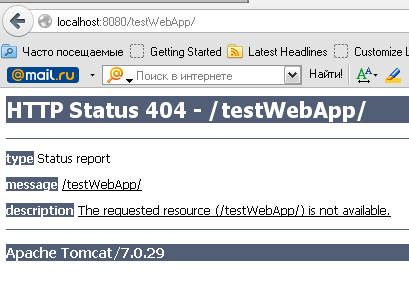 localhost:8080/testWebApp/
Часто посещаемые Getting Started Latest Headlines Customize L
@mail.ru Поиск в интернете Найти!
HTTP Status 404 - /testWebApp/
type Status report
message /testWebApp/
description The requested resource (/testWebApp/) is not available.
Apache Tomcat/7.0.29